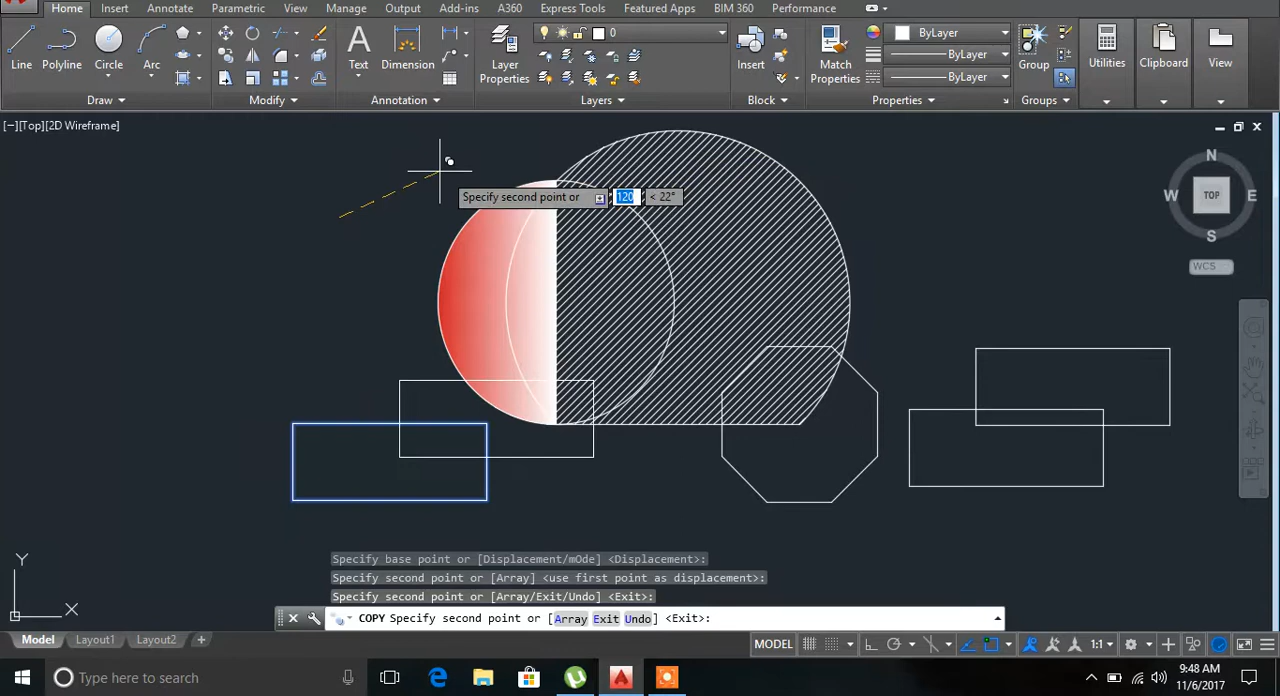 Home Insert Annotate Parametric View Manage Output Add-ins A360 Express Tools Featured Apps BIM 360 Performance
Line Polyline Circle Arc
Text Dimension
Layer Properties
0
Insert
Match Properties
ByLayer
ByLayer
ByLayer
Group
Utilities
Clipboard
View
Draw Modify Annotation Layers Block Properties Groups
[−][Top][2D Wireframe]
N
W TOP E
S
WCS
Specify second point or 120 < 22°
Y
X
Specify base point or [Displacement/mOde] <Displacement>:
Specify second point or [Array] <use first point as displacement>:
Specify second point or [Array/Exit/Undo] <Exit>:
COPY Specify second point or [Array Exit Undo] <Exit>:
Model Layout1 Layout2 +
MODEL 1:1
Type here to search
9:48 AM
11/6/2017